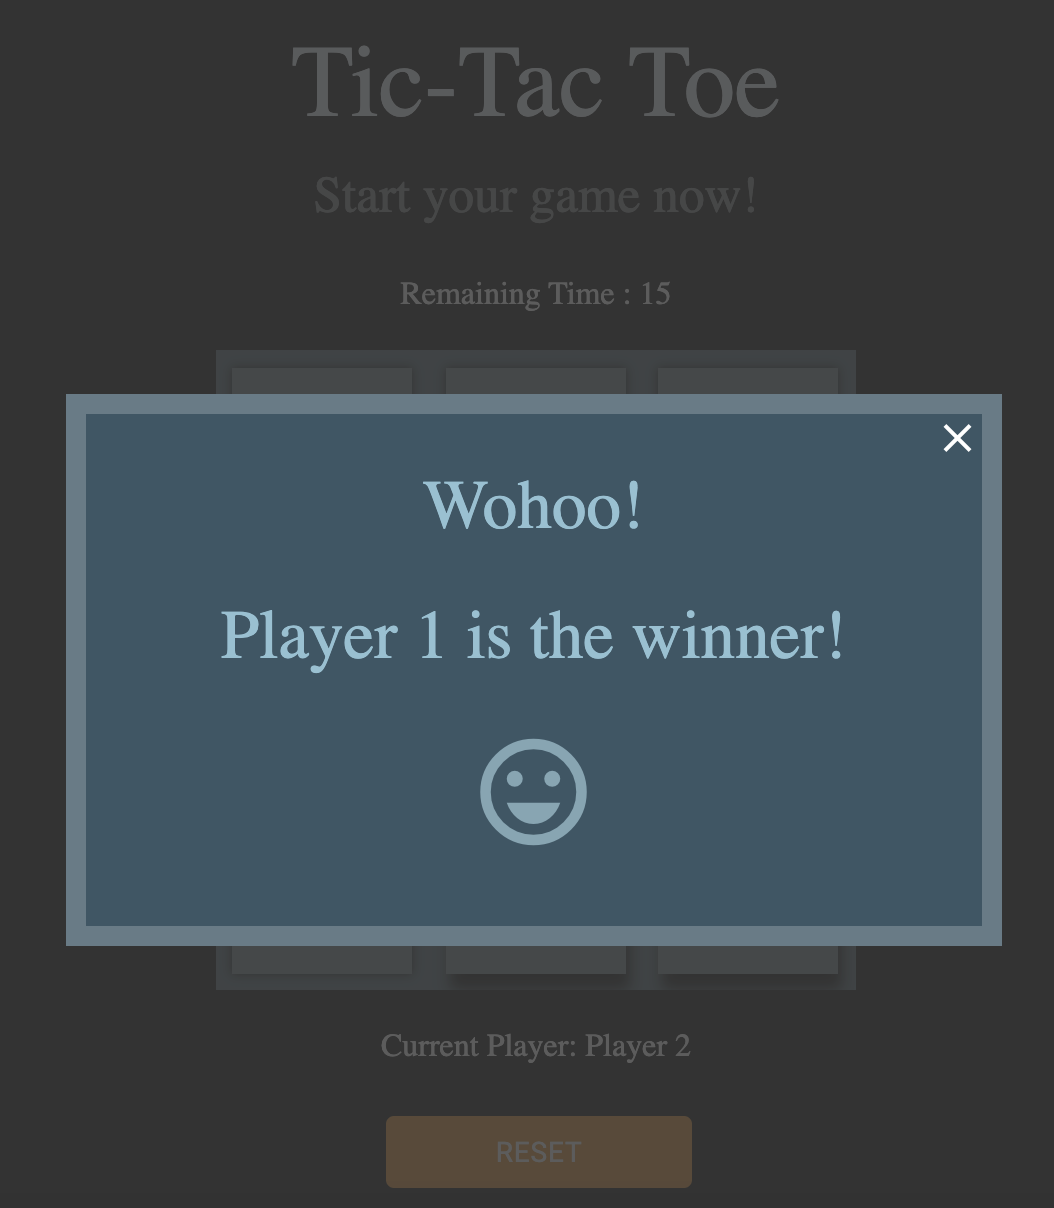 Tic-Tac Toe
Start your game now!
Remaining Time : 15
Wohoo!
Player 1 is the winner!
Current Player: Player 2
RESET